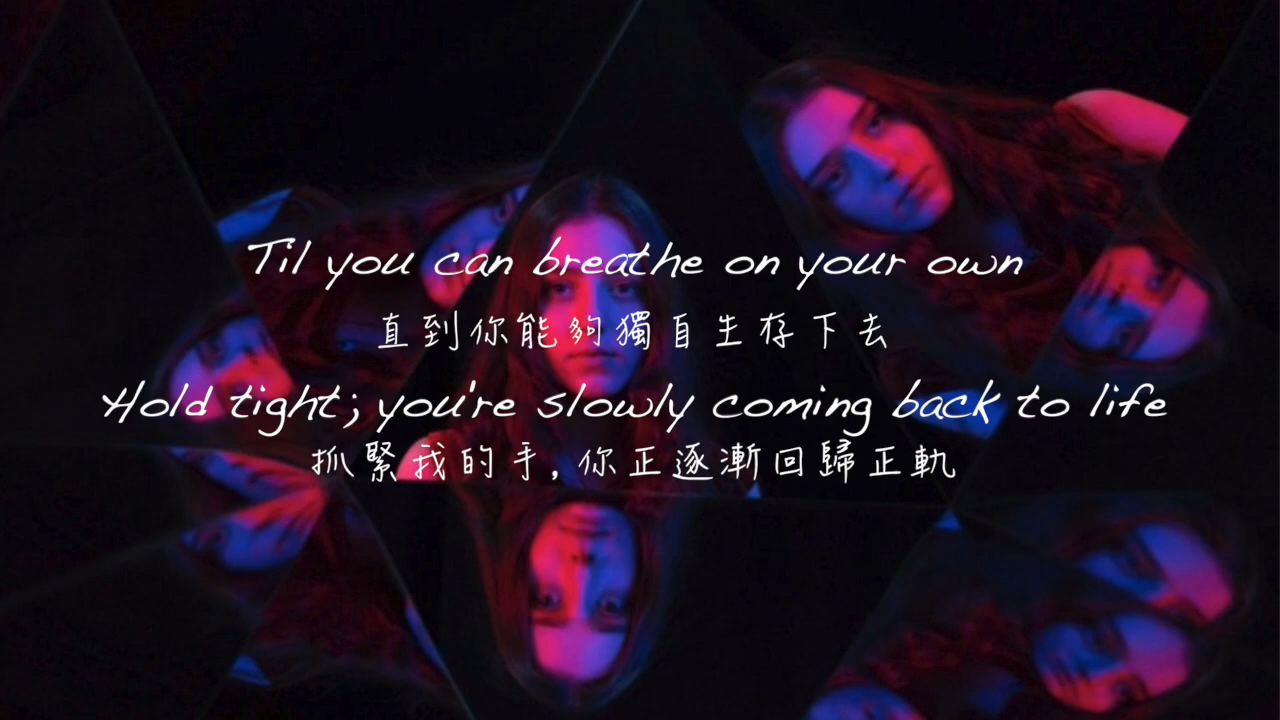 Til you can breathe on your own
直到你能夠獨自生存下去
Hold tight; you're slowly coming back to life
抓緊我的手, 你正逐漸回歸正軌